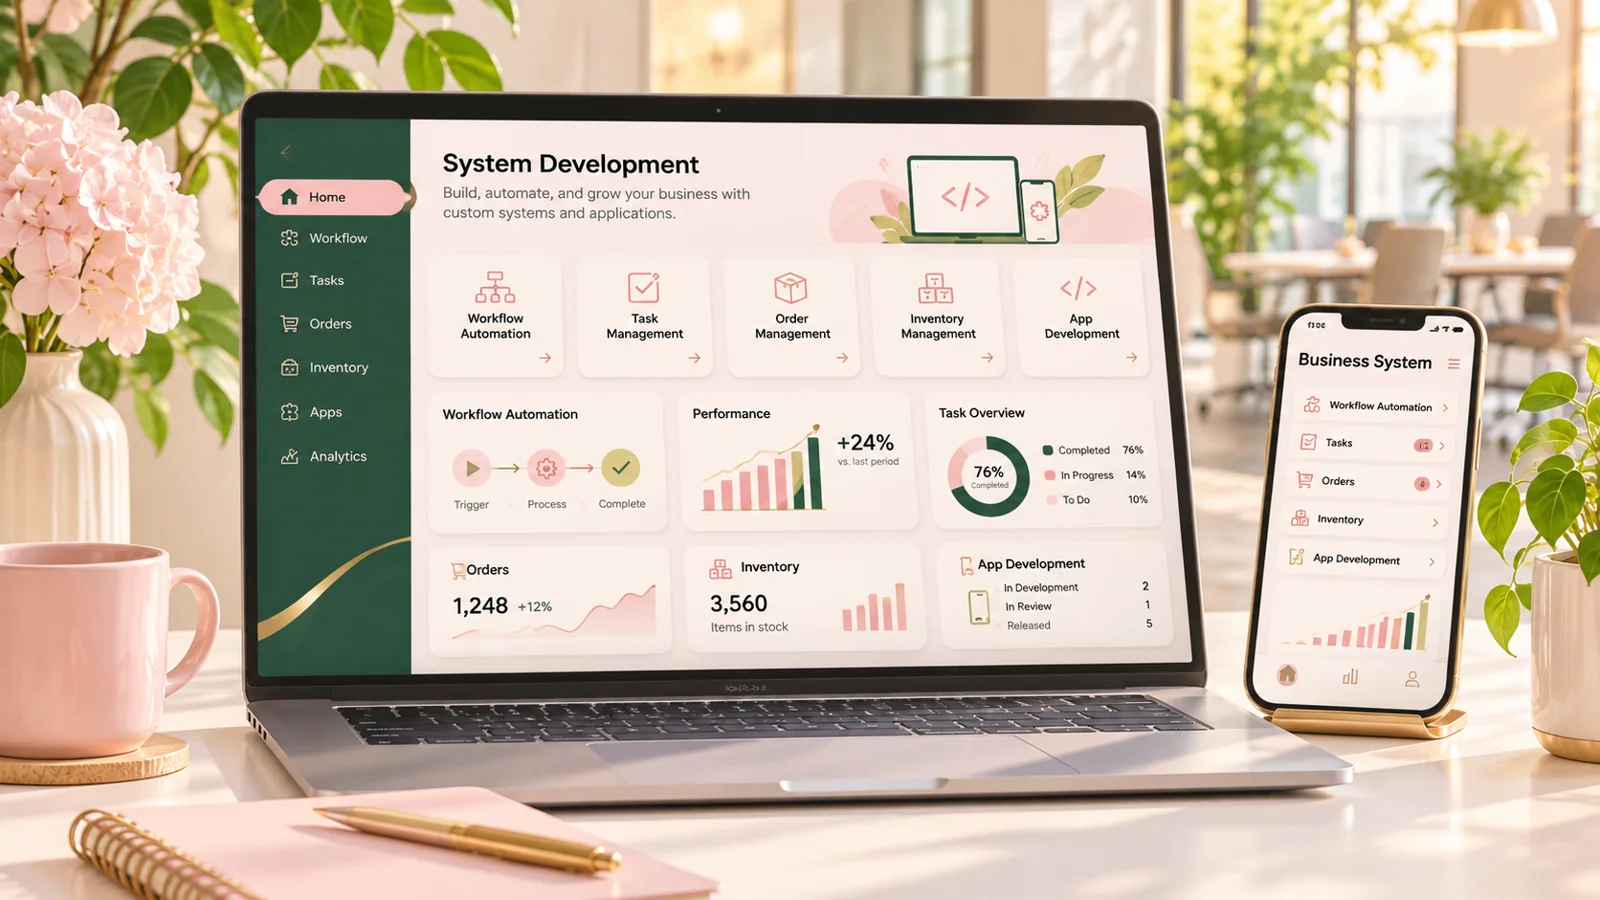 Home
Workflow
Tasks
Orders
Inventory
Apps
Analytics
System Development
Build, automate, and grow your business with
custom systems and applications.
Workflow
Automation
Task
Management
Order
Management
Inventory
Management
App
Development
Workflow Automation
Trigger
Process
Complete
Performance
+24%
vs. last period
Task Overview
76%
Completed
Completed 76%
In Progress 14%
To Do 10%
Orders
1,248 +12%
Inventory
3,560
Items in stock
App Development
In Development 2
In Review 1
Released 5
Business System
Workflow Automation
Tasks
Orders
Inventory
App Development